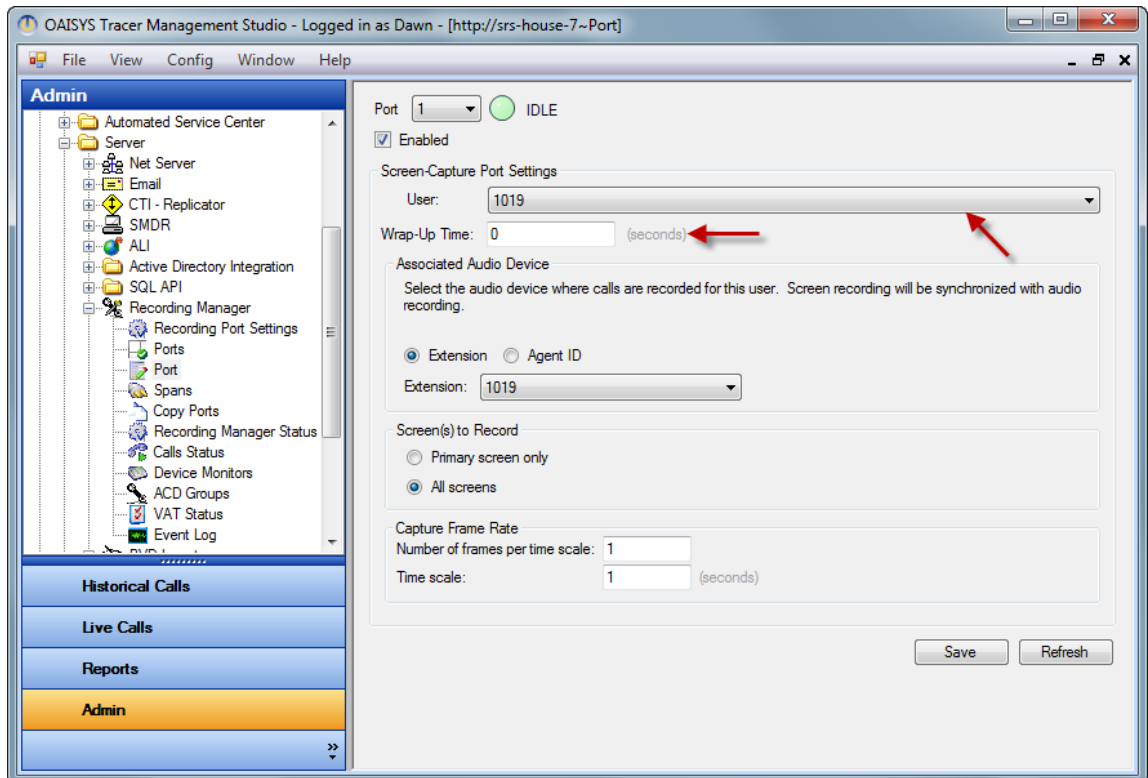 OAISYS Tracer Management Studio - Logged in as Dawn - [http://srs-house-7~Port]
File View Config Window Help
Admin
Automated Service Center
Server
Net Server
Email
CTI - Replicator
SMDR
ALI
Active Directory Integration
SQL API
Recording Manager
Recording Port Settings
Ports
Port
Spans
Copy Ports
Recording Manager Status
Calls Status
Device Monitors
ACD Groups
VAT Status
Event Log
Historical Calls
Live Calls
Reports
Admin
Port 1 IDLE
Enabled
Screen-Capture Port Settings
User: 1019
Wrap-Up Time: 0 (seconds)
Associated Audio Device
Select the audio device where calls are recorded for this user. Screen recording will be synchronized with audio
recording.
Extension Agent ID
Extension: 1019
Screen(s) to Record
Primary screen only
All screens
Capture Frame Rate
Number of frames per time scale: 1
Time scale: 1 (seconds)
Save Refresh